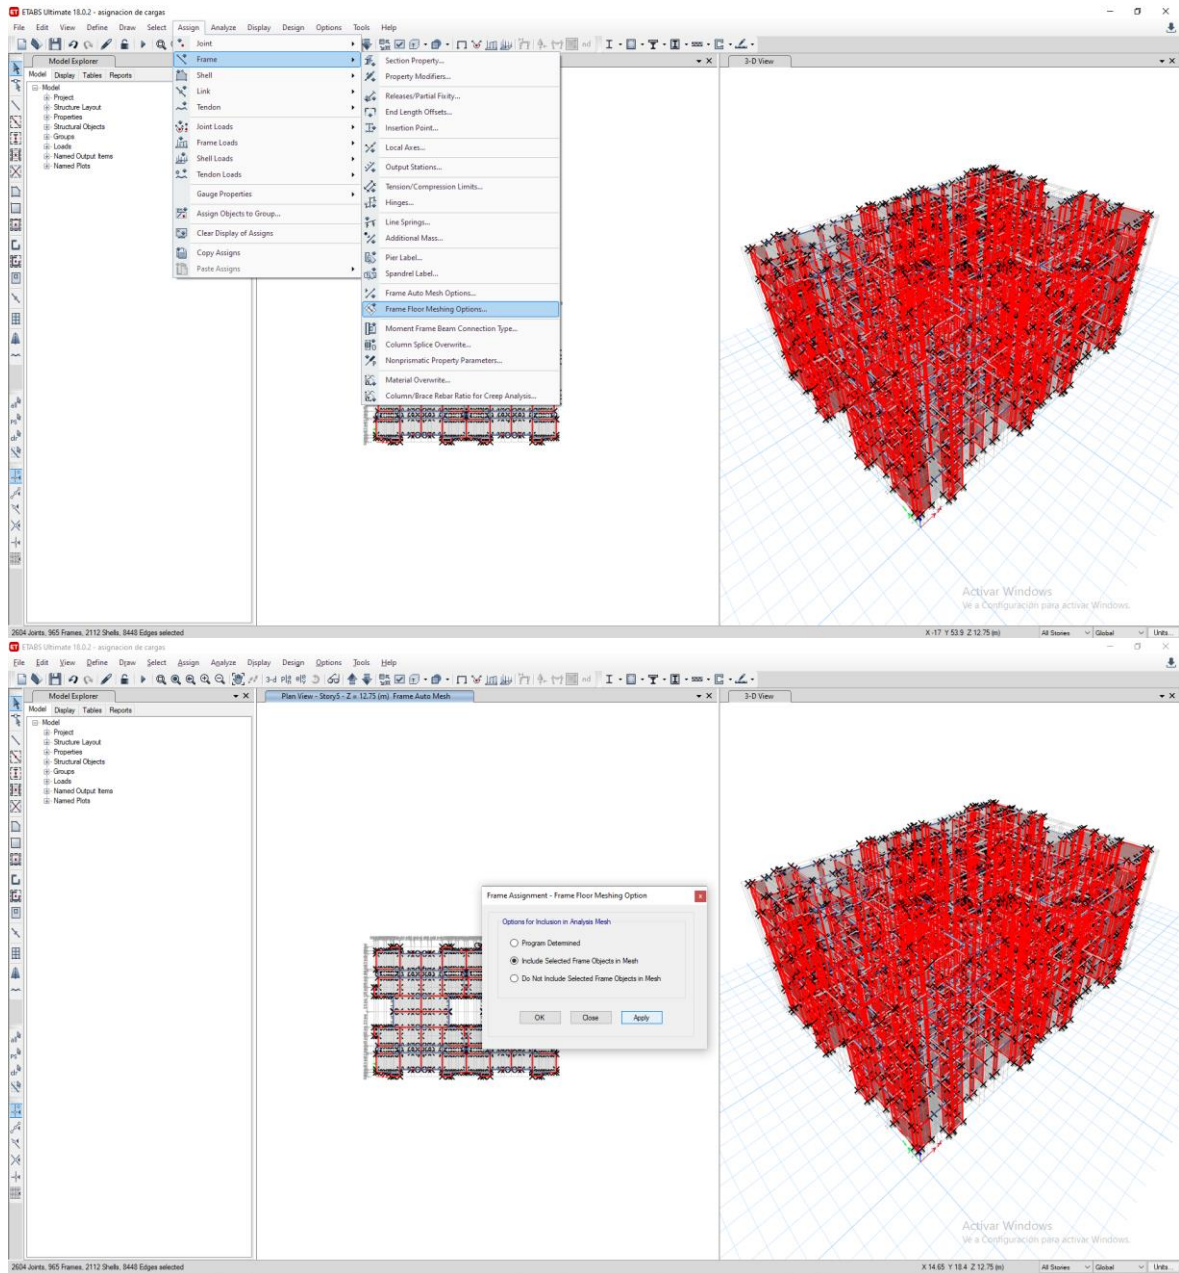 ETABS Ultimate 18.0.2 - asignacion de cargas
File Edit View Define Draw Select Assign Analyze Display Design Options Tools Help
Model Explorer
Model Display Tables Reports
Model
Project
Structure Layout
Properties
Structural Objects
Groups
Loads
Named Output Items
Named Plots
Joint
Frame
Shell
Link
Tendon
Joint Loads
Frame Loads
Shell Loads
Tendon Loads
Gauge Properties
Assign Objects to Group...
Clear Display of Assigns
Copy Assigns
Paste Assigns
Section Property...
Property Modifiers...
Releases/Partial Fixity...
End Length Offsets...
Insertion Point...
Local Axes...
Output Stations...
Tension/Compression Limits...
Hinges...
Line Springs...
Additional Mass...
Pier Label...
Spandrel Label...
Frame Auto Mesh Options...
Frame Floor Meshing Options...
Moment Frame Beam Connection Type...
Column Splice Overwrite...
Nonprismatic Property Parameters...
Material Overwrite...
Column/Brace Rebar Ratio for Creep Analysis...
3-D View
Activar Windows
Ve a Configuración para activar Windows.
2604 Joints, 965 Frames, 2112 Shells, 8448 Edges selected
X -17 Y 53.9 Z 12.75 (m)
All Stories
Global
Units...
ETABS Ultimate 18.0.2 - asignacion de cargas
File Edit View Define Draw Select Assign Analyze Display Design Options Tools Help
Model Explorer
Model Display Tables Reports
Model
Project
Structure Layout
Properties
Structural Objects
Groups
Loads
Named Output Items
Named Plots
Plan View - Story5 - Z = 12.75 (m) Frame Auto Mesh
3-D View
Frame Assignment - Frame Floor Meshing Option
Options for Inclusion in Analysis Mesh
Program Determined
Include Selected Frame Objects in Mesh
Do Not Include Selected Frame Objects in Mesh
OK
Close
Apply
Activar Windows
Ve a Configuración para activar Windows.
2604 Joints, 965 Frames, 2112 Shells, 8448 Edges selected
X 14.65 Y 18.4 Z 12.75 (m)
All Stories
Global
Units...